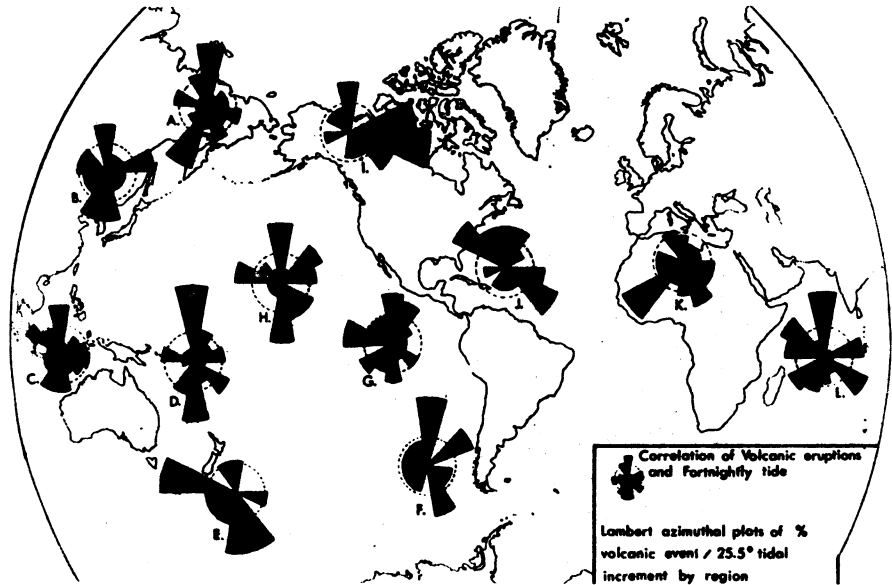 A.
B.
I.
H.
J.
K.
C.
D.
G.
L.
E.
F.
Correlation of Volcanic eruptions
and Fortnightly tide
Lambert azimuthal plots of %
volcanic event / 25.5° tidal
increment by region